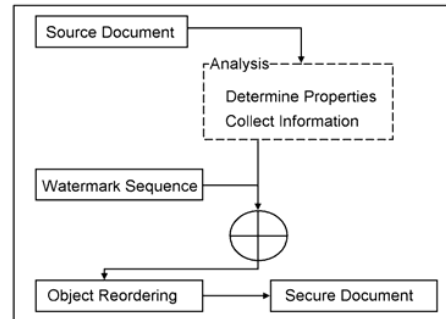 Source Document
Analysis
Determine Properties
Collect Information
Watermark Sequence
Object Reordering
Secure Document